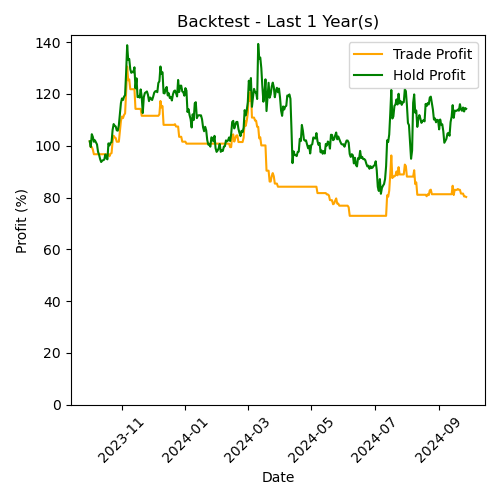 Backtest - Last 1 Year(s)
Trade Profit
Hold Profit
Profit (%)
140
120
100
80
60
40
20
0
2023-11
2024-01
2024-03
2024-05
2024-07
2024-09
Date